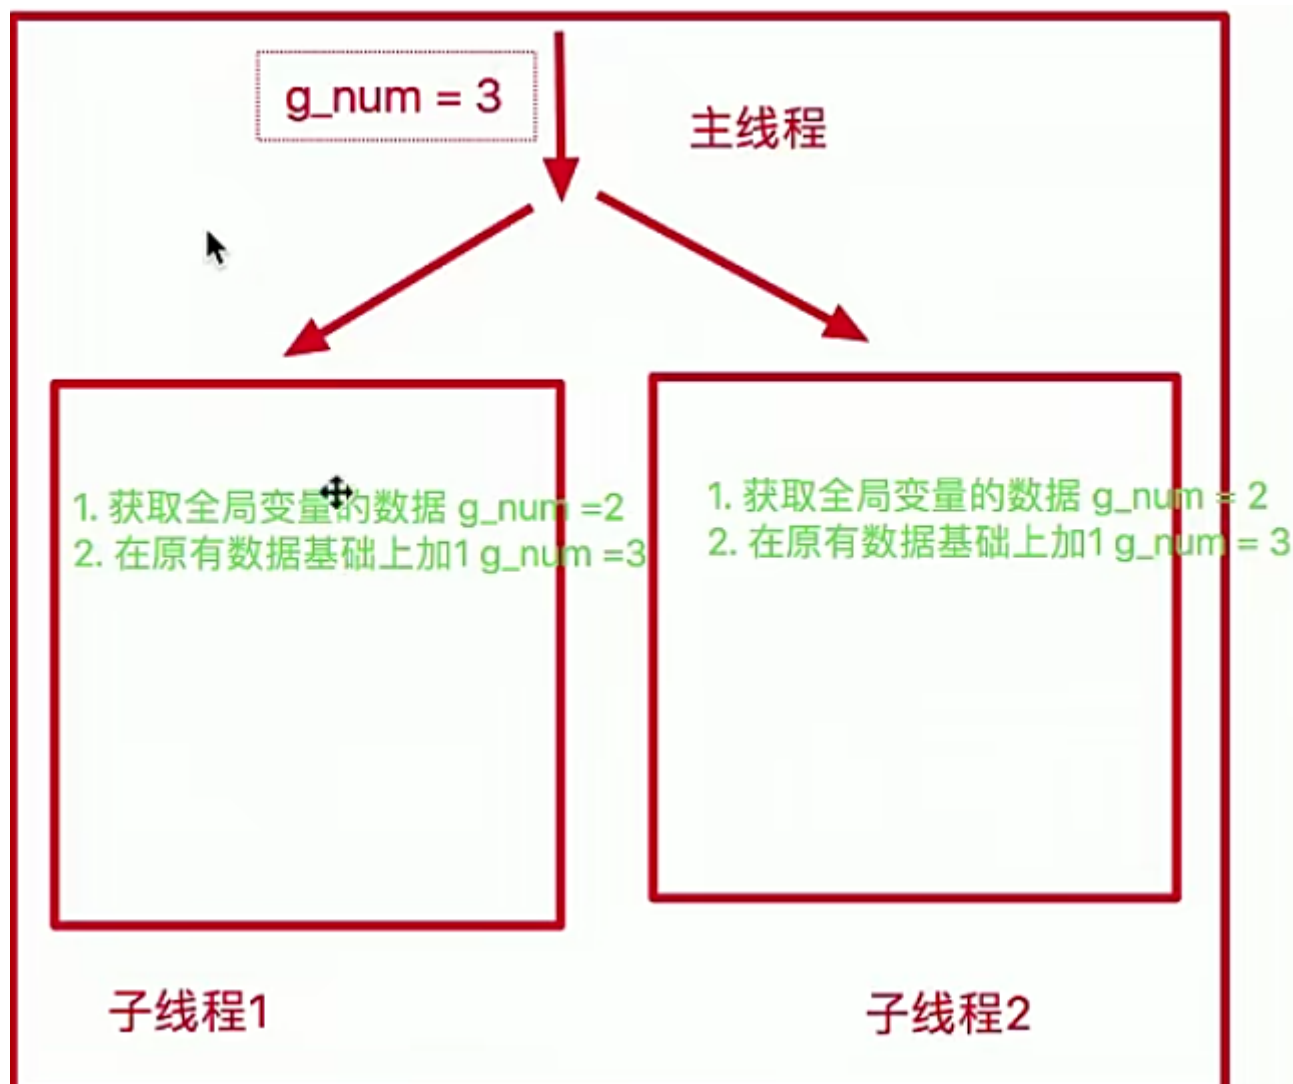 g_num = 3
主线程
1. 获取全局变量的数据 g_num =2
2. 在原有数据基础上加1 g_num =3
1. 获取全局变量的数据 g_num = 2
2. 在原有数据基础上加1 g_num = 3
子线程1
子线程2